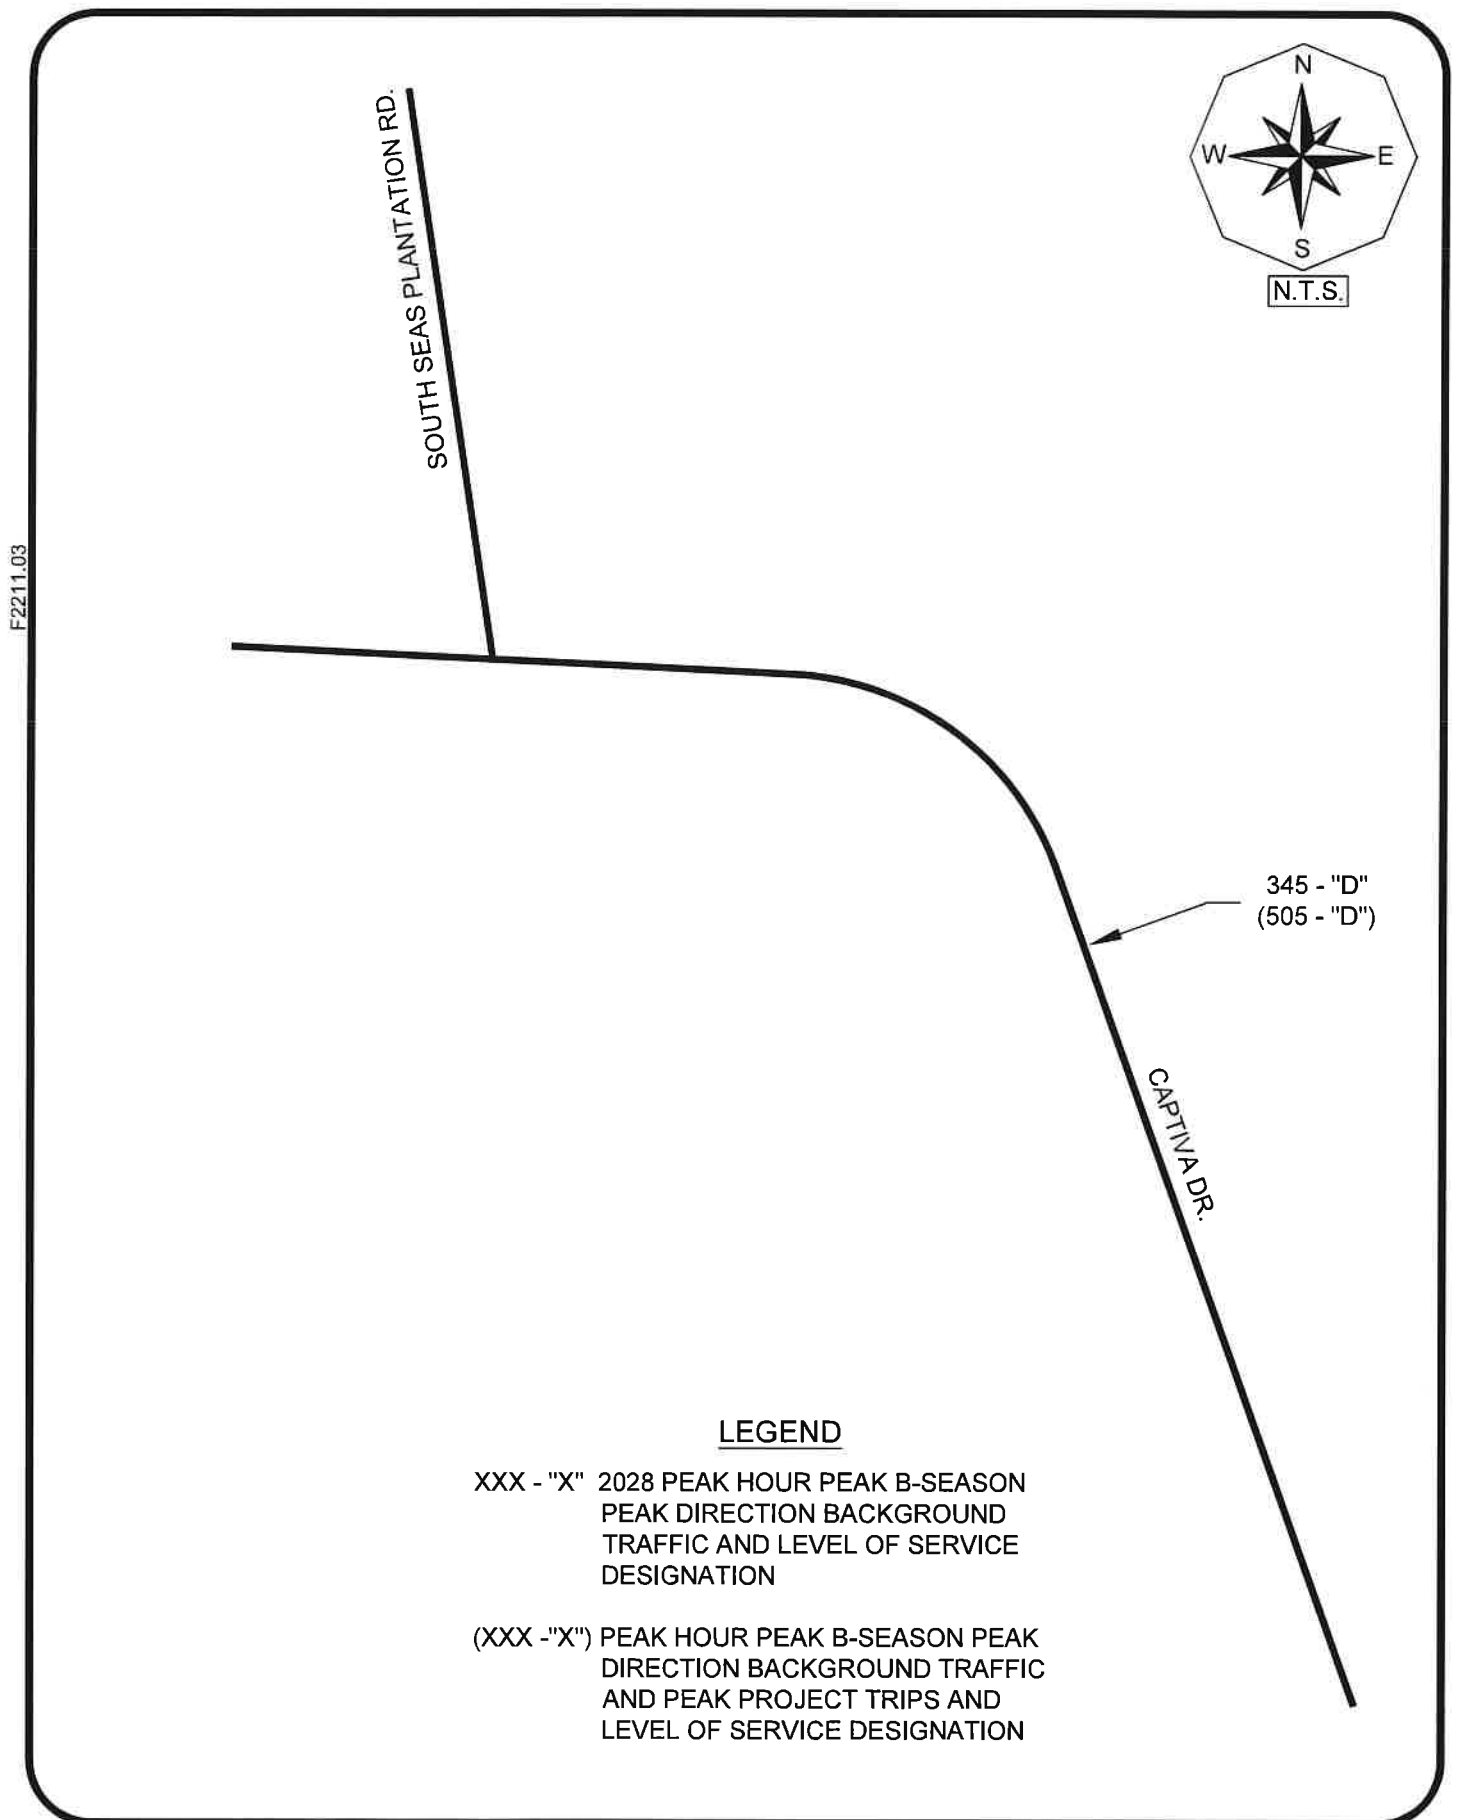 N
W
E
S
N.T.S.
SOUTH SEAS PLANTATION RD.
F2211.03
345 - "D"
(505 - "D")
CAPTIVA DR.
LEGEND
XXX - "X" 2028 PEAK HOUR PEAK B-SEASON
PEAK DIRECTION BACKGROUND
TRAFFIC AND LEVEL OF SERVICE
DESIGNATION
(XXX -"X") PEAK HOUR PEAK B-SEASON PEAK
DIRECTION BACKGROUND TRAFFIC
AND PEAK PROJECT TRIPS AND
LEVEL OF SERVICE DESIGNATION